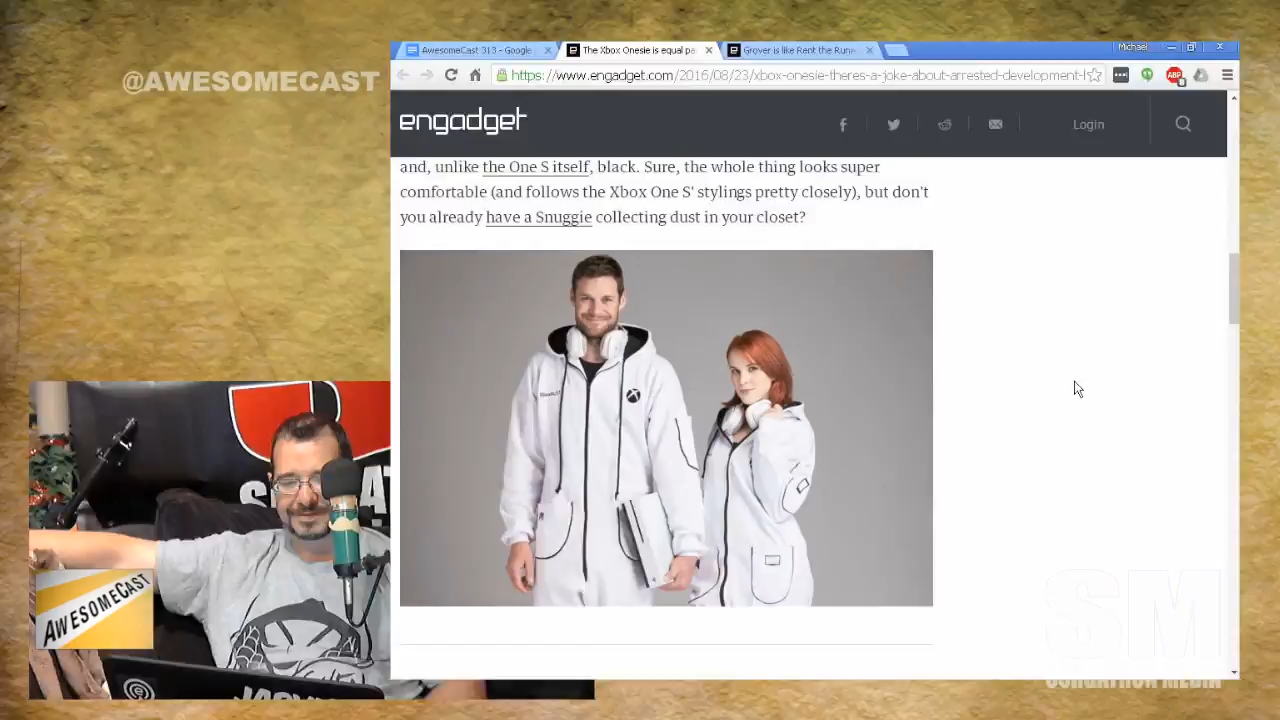 @AWESOMECAST
AwesomeCast 313 - Google
The Xbox Onesie is equal pa
Grover is like Rent the Runw
Michael
https://www.engadget.com/2016/08/23/xbox-onesie-theres-a-joke-about-arrested-development-h
ABP
engadget
Login
and, unlike the One S itself, black. Sure, the whole thing looks super
comfortable (and follows the Xbox One S' stylings pretty closely), but don't
you already have a Snuggie collecting dust in your closet?
AWESOMECAST
SM